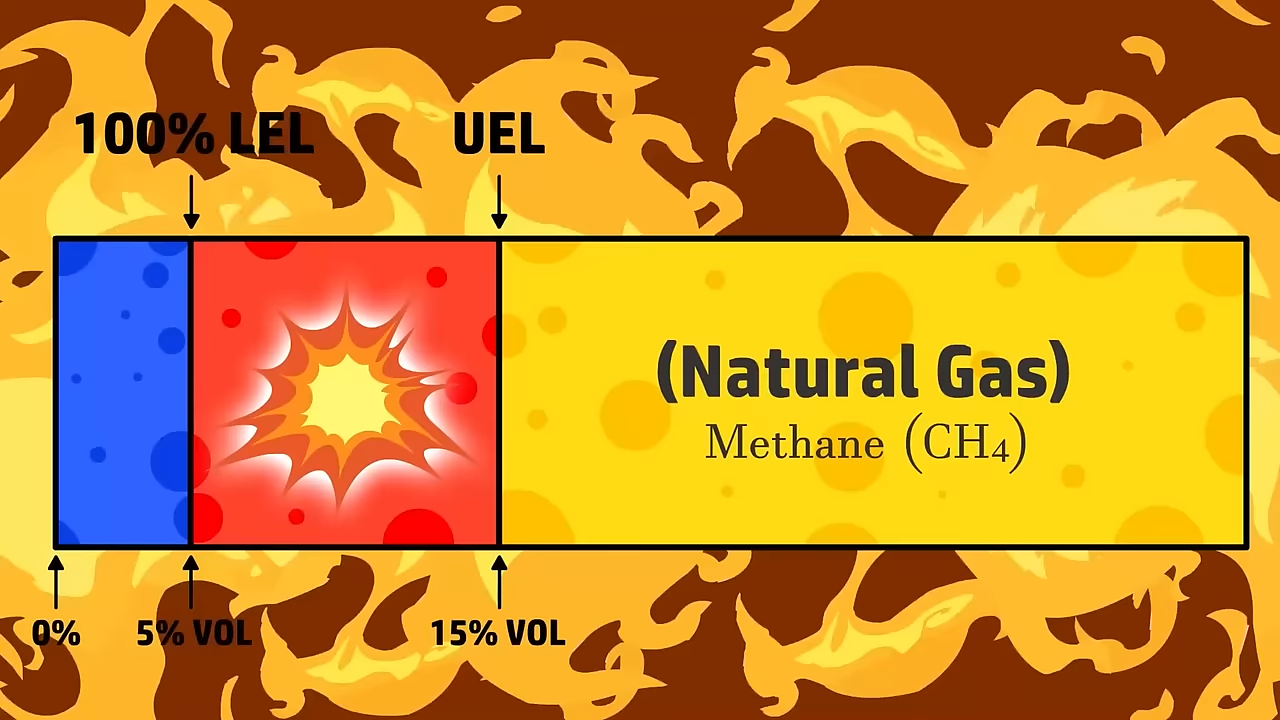 100% LEL
UEL
(Natural Gas)
Methane (CH₄)
0%
5% VOL
15% VOL